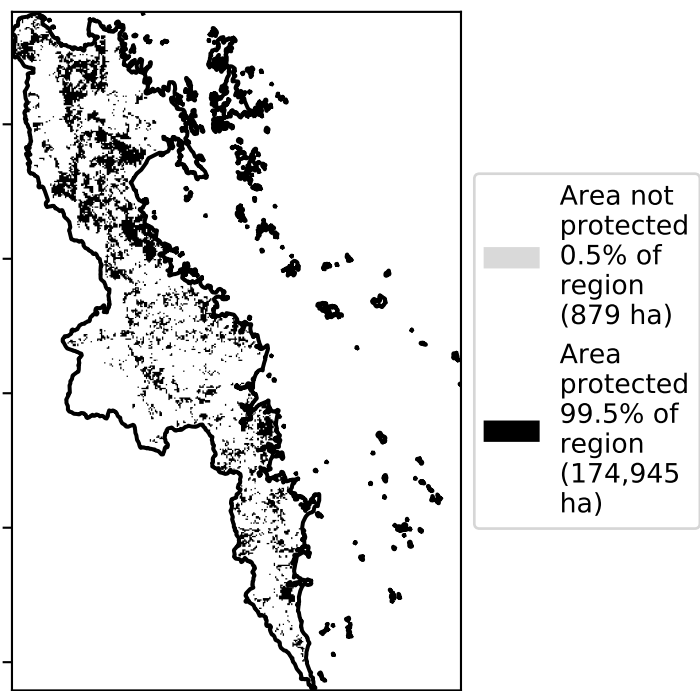 Area not
protected
0.5% of
region
(879 ha)
Area
protected
99.5% of
region
(174,945
ha)